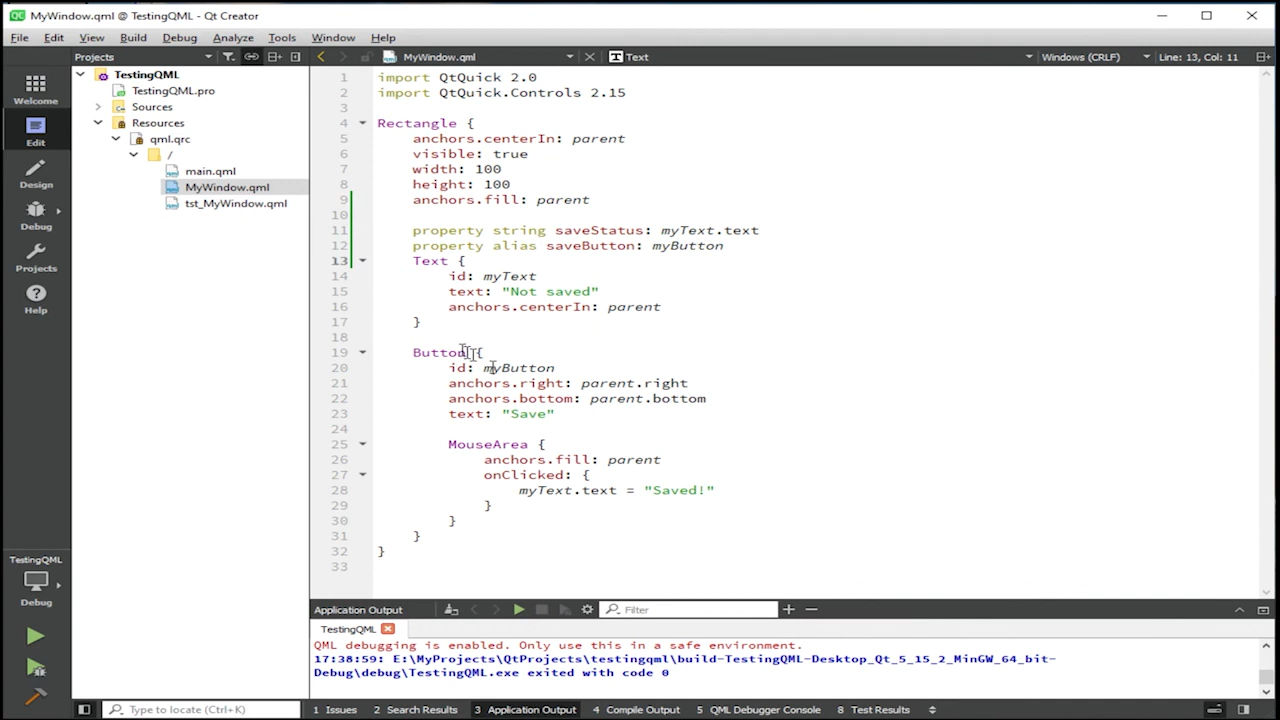 MyWindow.qml @ TestingQML - Qt Creator
File Edit View Build Debug Analyze Tools Window Help
Projects MyWindow.qml Text Windows (CRLF) Line: 13, Col: 11
Welcome
Edit
Design
Debug
Projects
Help
TestingQML
Debug
TestingQML
TestingQML.pro
Sources
Resources
qml.qrc
/
main.qml
MyWindow.qml
tst_MyWindow.qml
1 import QtQuick 2.0
2 import QtQuick.Controls 2.15
3
4 Rectangle {
5 anchors.centerIn: parent
6 visible: true
7 width: 100
8 height: 100
9 anchors.fill: parent
10
11 property string saveStatus: myText.text
12 property alias saveButton: myButton
13 Text {
14 id: myText
15 text: "Not saved"
16 anchors.centerIn: parent
17 }
18
19 Button {
20 id: myButton
21 anchors.right: parent.right
22 anchors.bottom: parent.bottom
23 text: "Save"
24
25 MouseArea {
26 anchors.fill: parent
27 onClicked: {
28 myText.text = "Saved!"
29 }
30 }
31 }
32 }
33
Application Output Filter
TestingQML
QML debugging is enabled. Only use this in a safe environment.
17:38:59: E:\MyProjects\QtProjects\testingqml\build-TestingQML-Desktop_Qt_5_15_2_MinGW_64_bit-
Debug\debug\TestingQML.exe exited with code 0
Type to locate (Ctrl+K) 1 Issues 2 Search Results 3 Application Output 4 Compile Output 5 QML Debugger Console 8 Test Results